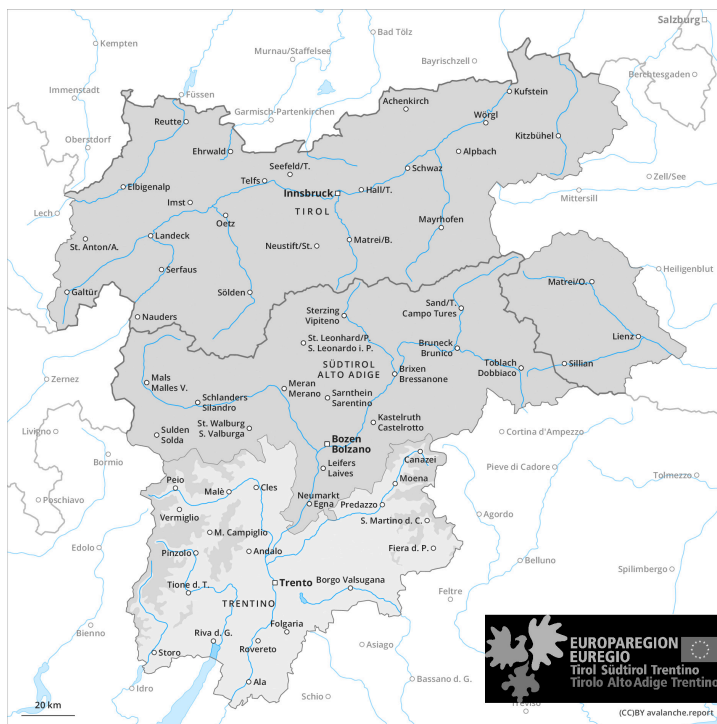 Salzburg
Kempten
Bad Tölz
Murnau/Staffelsee
Bayrischzell
Berchtesgaden
Immenstadt
Füssen
Achenkirch
Kufstein
Garmisch-Partenkirchen
Reutte
Wörgl
Oberstdorf
Kitzbühel
Ehrwald
Alpbach
Seefeld/T.
Schwaz
Zell/See
Telfs
Elbigenalp
Innsbruck
Hall/T.
Mittersill
Imst
TIROL
Lech
Oetz
Mayrhofen
St. Anton/A.
Landeck
Neustift/St.
Matrei/B.
Serfaus
Heiligenblut
Galtür
Sölden
Matrei/O.
Nauders
Sterzing
Vipiteno
Sand/T.
Campo Tures
Lienz
St. Leonhard/P.
S. Leonardo i. P.
Bruneck
Brunico
Toblach
Dobbiaco
Sillian
SÜDTIROL
ALTO ADIGE
Brixen
Bressanone
Zernez
Mals
Malles V.
Meran
Merano
Sarnthein
Sarentino
Schlanders
Silandro
Kastelruth
Castelrotto
St. Walburg
S. Valburga
Livigno
Sulden
Solda
Cortina d'Ampezzo
Bozen
Bolzano
Bormio
Canazei
Leifers
Laives
Pieve di Cadore
Tolmezzo
Peio
Malè
Cles
Moena
Poschiavo
Neumarkt
Egna
Predazzo
Vermiglio
Agordo
S. Martino d. C.
M. Campiglio
Edolo
Pinzolo
Andalo
Fiera d. P.
Belluno
Spilimbergo
Tione d. T.
Trento
Borgo Valsugana
Feltre
TRENTINO
Bienno
Riva d. G.
Folgaria
Rovereto
Asiago
Storo
Ala
Bassano d. G.
Idro
Schio
Treviso
20 km
EUROPAREGION
EUREGIO
Tirol Südtirol Trentino
Tirolo Alto Adige Trentino
(CC)BY avalanche.report